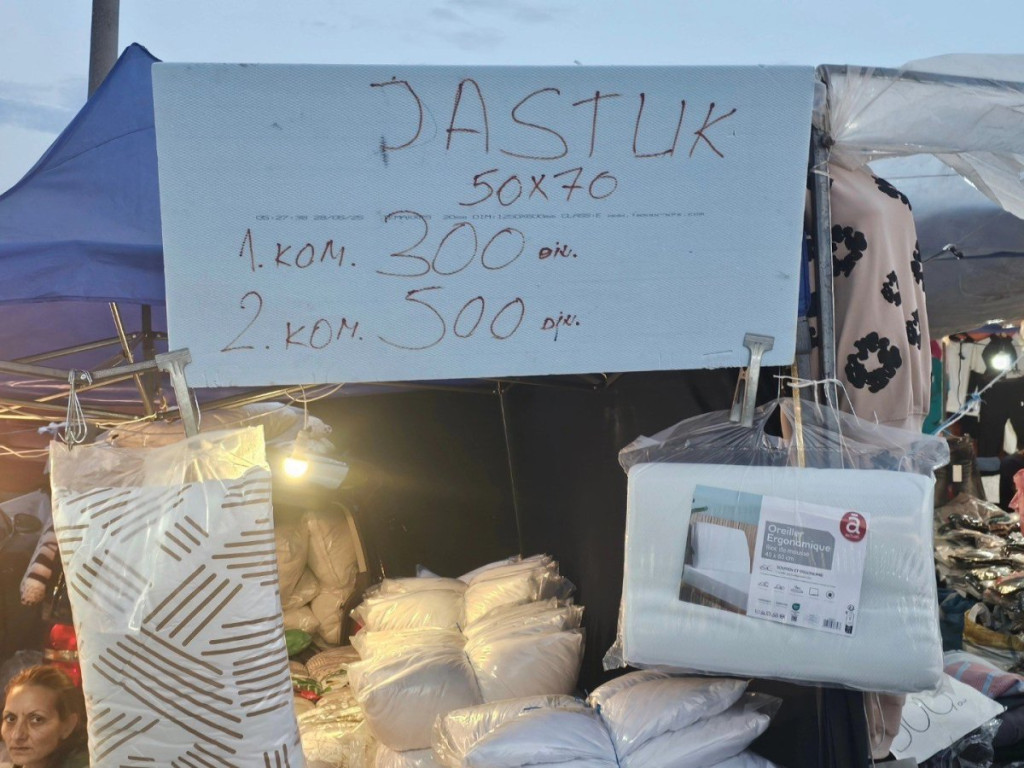 JASTUK
50X70
1. KOM. 300 DIN.
2. KOM. 500 DIN.
Oreiller
Ergonomique